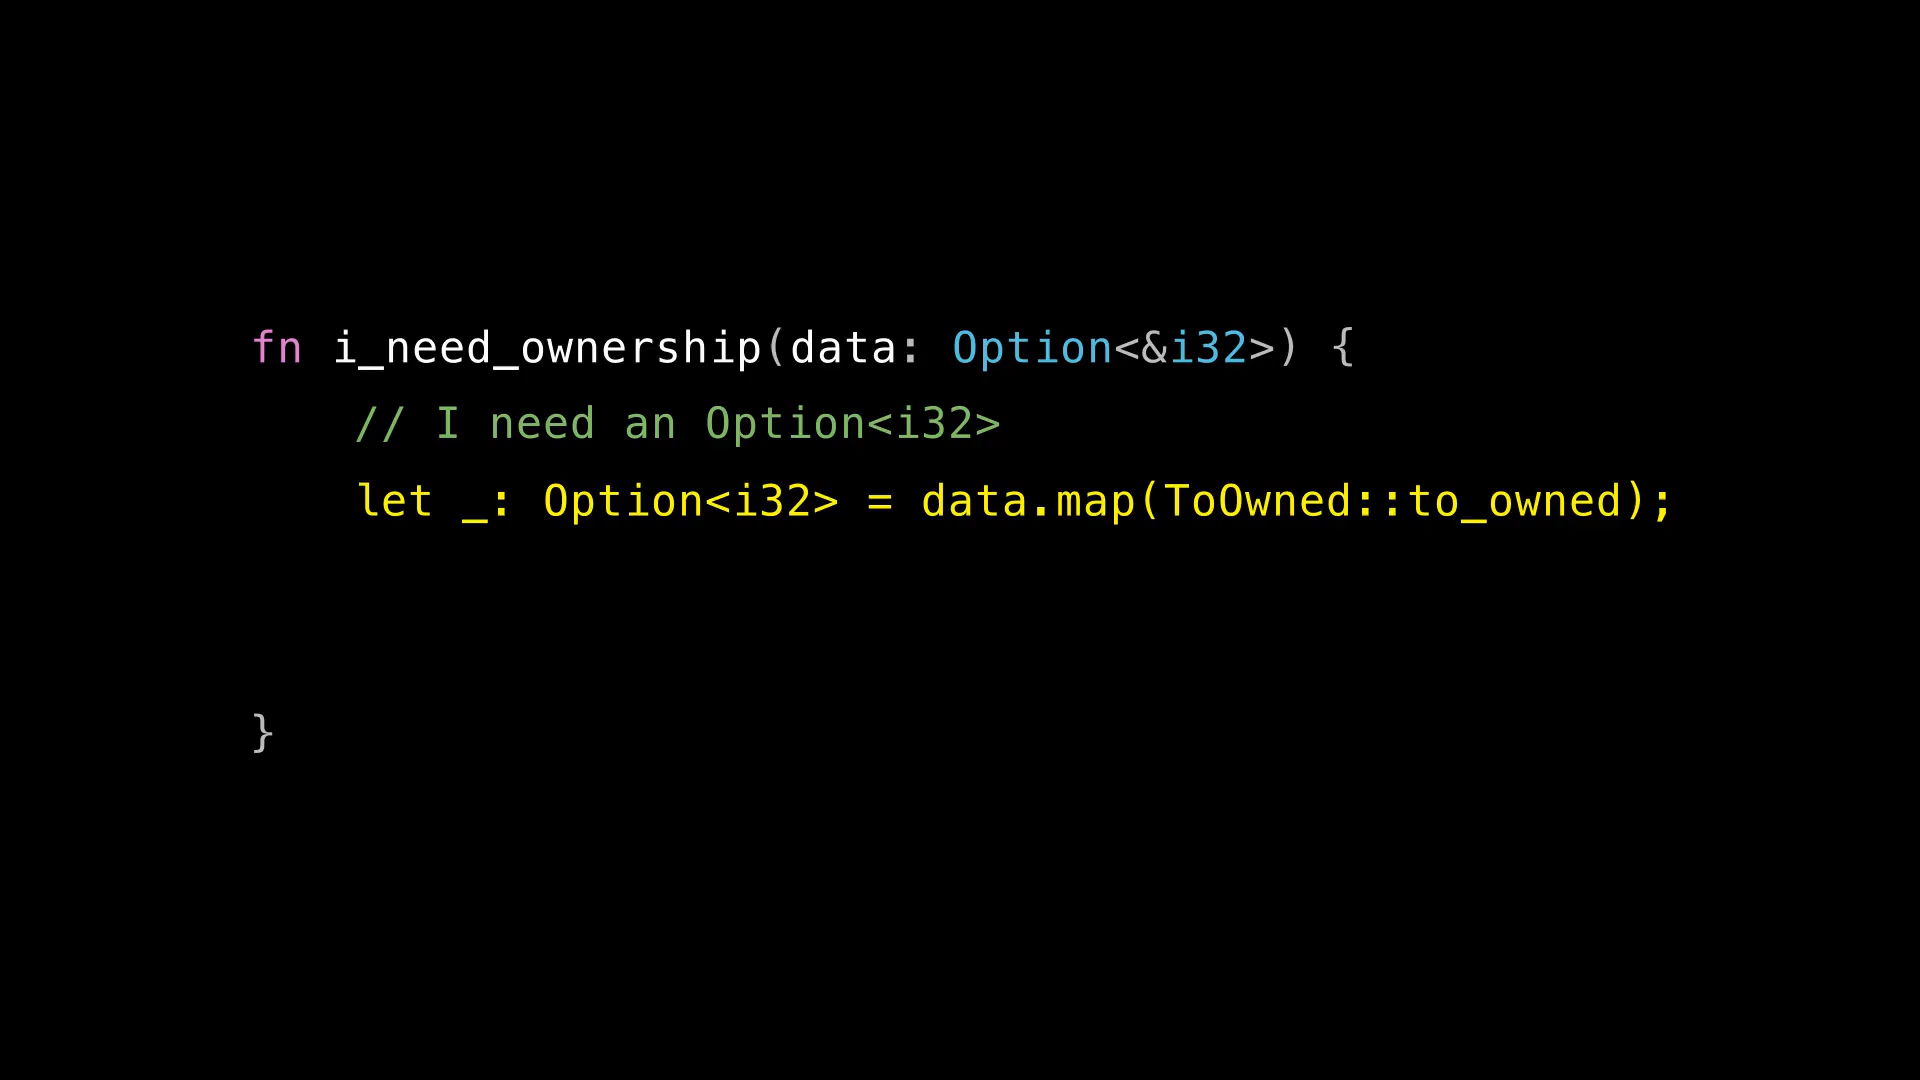 fn i_need_ownership(data: Option<&i32>) {
    // I need an Option<i32>
    let _: Option<i32> = data.map(ToOwned::to_owned);
}